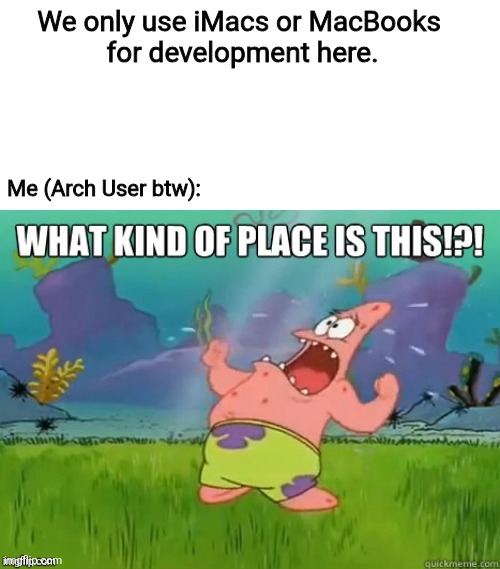 We only use iMacs or MacBooks
for development here.
Me (Arch User btw):
WHAT KIND OF PLACE IS THIS!?!
imgflip.com
quickmeme.com